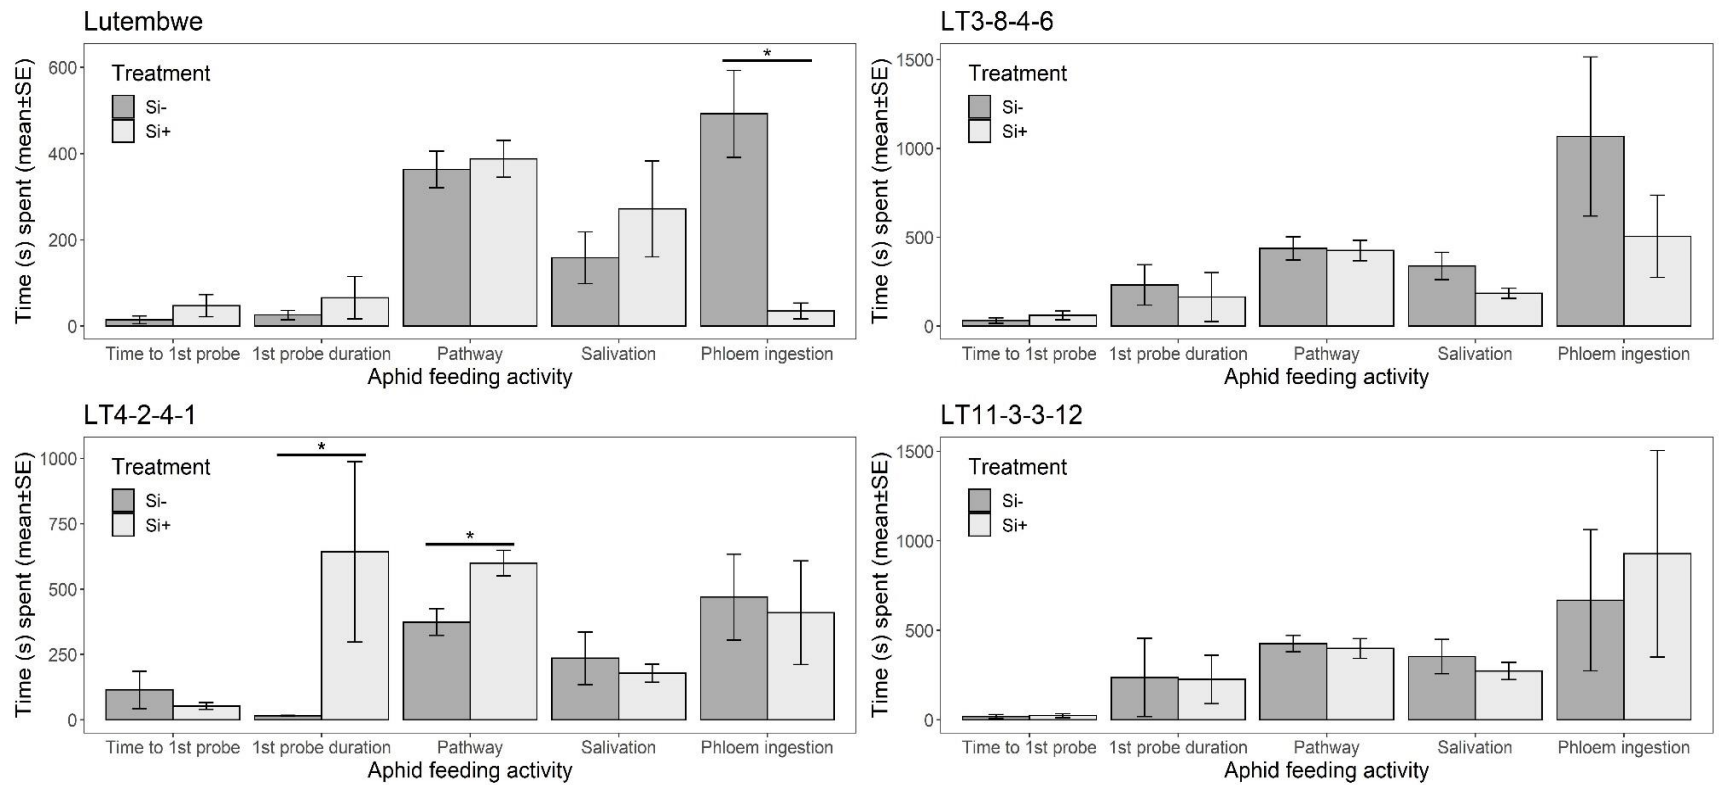 Lutembwe
Time (s) spent (mean±SE)
600
400
200
0
*
Treatment
Si-
Si+
Time to 1st probe 1st probe duration Pathway Salivation Phloem ingestion
Aphid feeding activity
LT3-8-4-6
Time (s) spent (mean±SE)
1500
1000
500
0
Treatment
Si-
Si+
Time to 1st probe 1st probe duration Pathway Salivation Phloem ingestion
Aphid feeding activity
LT4-2-4-1
Time (s) spent (mean±SE)
1000
750
500
250
0
*
*
Treatment
Si-
Si+
Time to 1st probe 1st probe duration Pathway Salivation Phloem ingestion
Aphid feeding activity
LT11-3-3-12
Time (s) spent (mean±SE)
1500
1000
500
0
Treatment
Si-
Si+
Time to 1st probe 1st probe duration Pathway Salivation Phloem ingestion
Aphid feeding activity